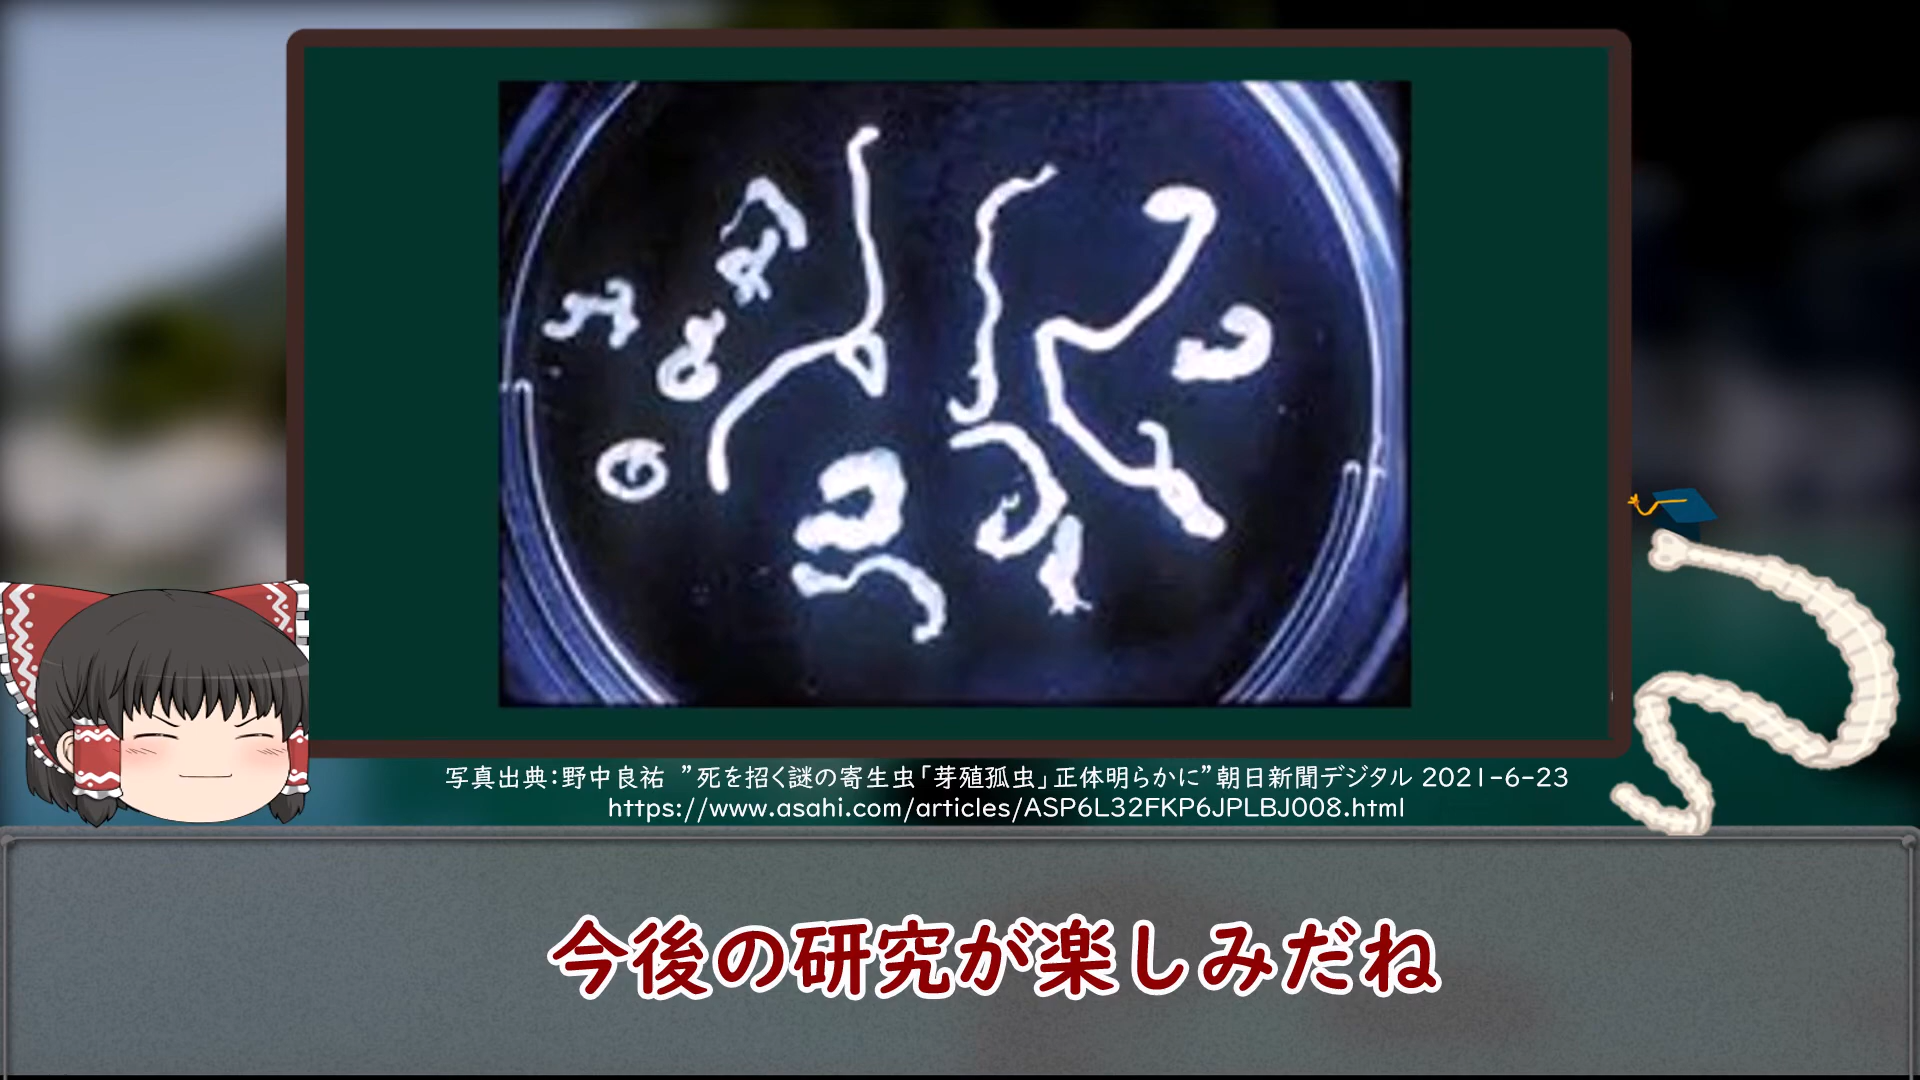 写真出典：野中良祐　”死を招く謎の寄生虫「芽殖孤虫」正体明らかに”朝日新聞デジタル 2021-6-23
https://www.asahi.com/articles/ASP6L32FKP6JPLBJ008.html
今後の研究が楽しみだね